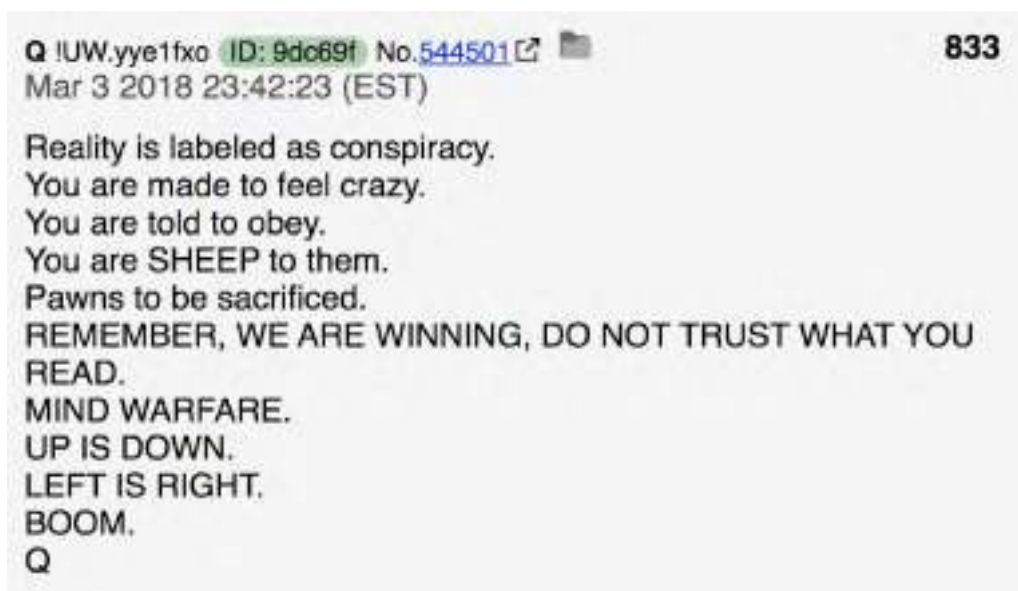 Q !UW.yye1fxo ID: 9dc69f No.544501 833
Mar 3 2018 23:42:23 (EST)
Reality is labeled as conspiracy.
You are made to feel crazy.
You are told to obey.
You are SHEEP to them.
Pawns to be sacrificed.
REMEMBER, WE ARE WINNING, DO NOT TRUST WHAT YOU
READ.
MIND WARFARE.
UP IS DOWN.
LEFT IS RIGHT.
BOOM.
Q